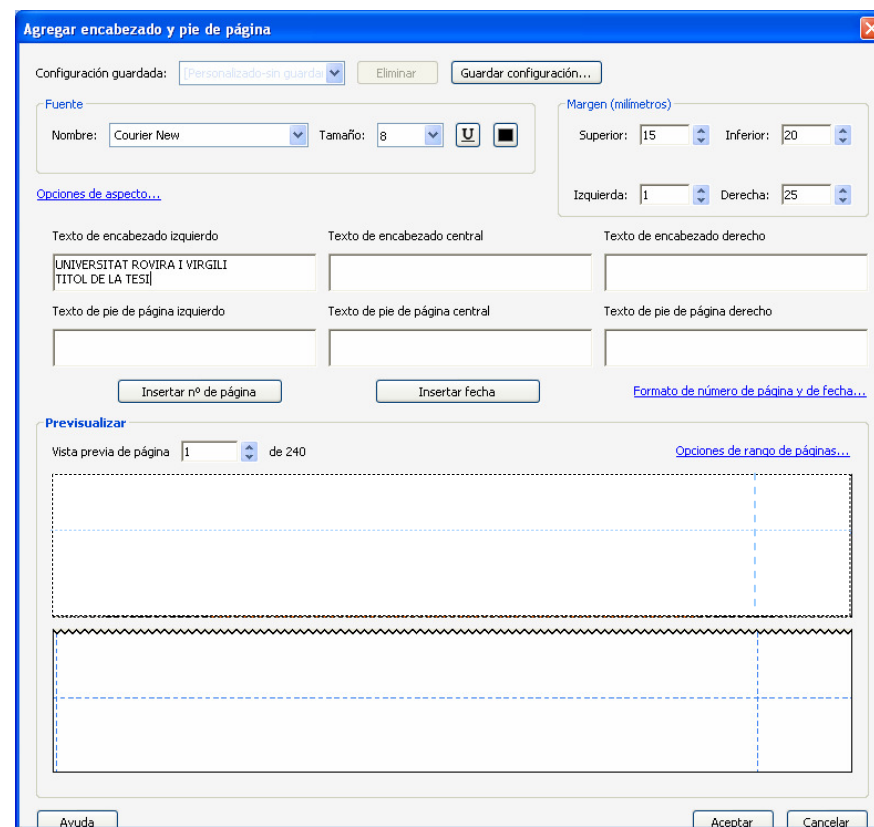 Agregar encabezado y pie de página
Configuración guardada: [Personalizado-sin guardar Eliminar Guardar configuración...
Fuente
Nombre: Courier New Tamaño: 8 U
Margen (milímetros)
Superior: 15 Inferior: 20
Izquierda: 1 Derecha: 25
Opciones de aspecto...
Texto de encabezado izquierdo Texto de encabezado central Texto de encabezado derecho
UNIVERSITAT ROVIRA I VIRGILI
TITOL DE LA TESI
Texto de pie de página izquierdo Texto de pie de página central Texto de pie de página derecho
Insertar nº de página Insertar fecha Formato de número de página y de fecha...
Previsualizar
Vista previa de página 1 de 240 Opciones de rango de páginas...
Ayuda Aceptar Cancelar